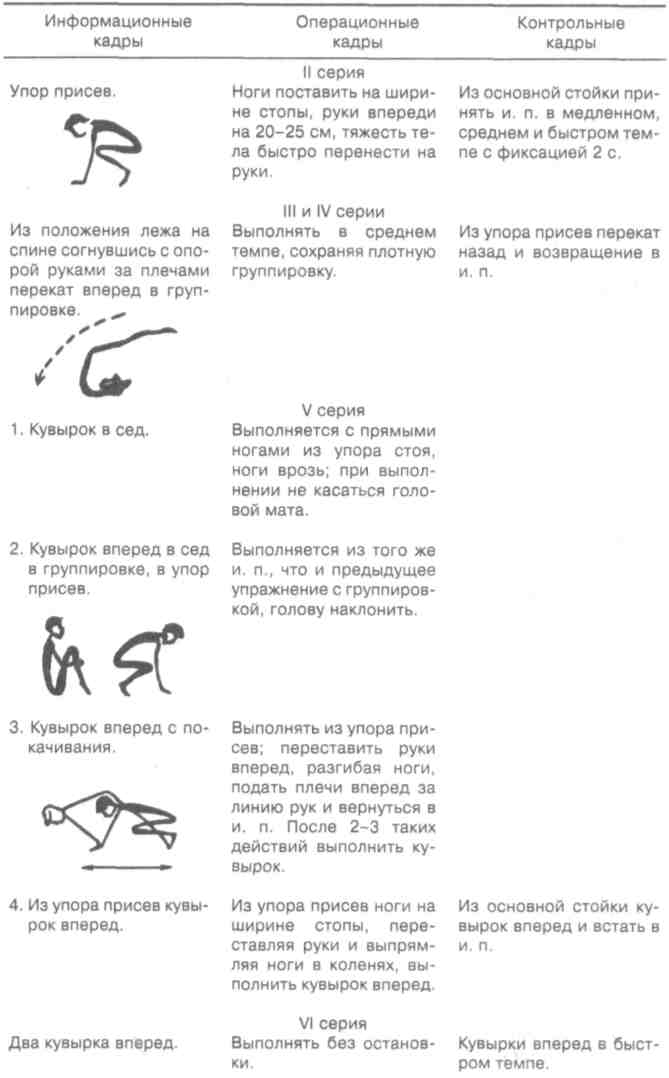 Информационные кадры
Операционные кадры
Контрольные кадры
II серия
Упор присев.
Ноги поставить на шири-
не стопы, руки впереди
на 20–25 см, тяжесть те-
ла быстро перенести на
руки.
Из основной стойки при-
нять и. п. в медленном,
среднем и быстром тем-
пе с фиксацией 2 с.
III и IV серии
Из положения лежа на
спине согнувшись с опо-
рой руками за плечами
перекат вперед в груп-
пировке.
Выполнять в среднем
темпе, сохраняя плотную
группировку.
Из упора присев перекат
назад и возвращение в
и. п.
V серия
1. Кувырок в сед.
Выполняется с прямыми
ногами из упора стоя,
ноги врозь; при выпол-
нении не касаться голо-
вой мата.
2. Кувырок вперед в сед
в группировке, в упор
присев.
Выполняется из того же
и. п., что и предыдущее
упражнение с группиров-
кой, голову наклонить.
3. Кувырок вперед с по-
качивания.
Выполнять из упора при-
сев; переставить руки
вперед, разгибая ноги,
подать плечи вперед за
линию рук и вернуться в
и. п. После 2–3 таких
действий выполнить ку-
вырок.
4. Из упора присев кувы-
рок вперед.
Из упора присев ноги на
ширине стопы, пере-
ставляя руки и выпрям-
ляя ноги в коленях, вы-
полнить кувырок вперед.
Из основной стойки ку-
вырок вперед и встать в
и. п.
VI серия
Два кувырка вперед.
Выполнять без останов-
ки.
Кувырки вперед в быст-
ром темпе.